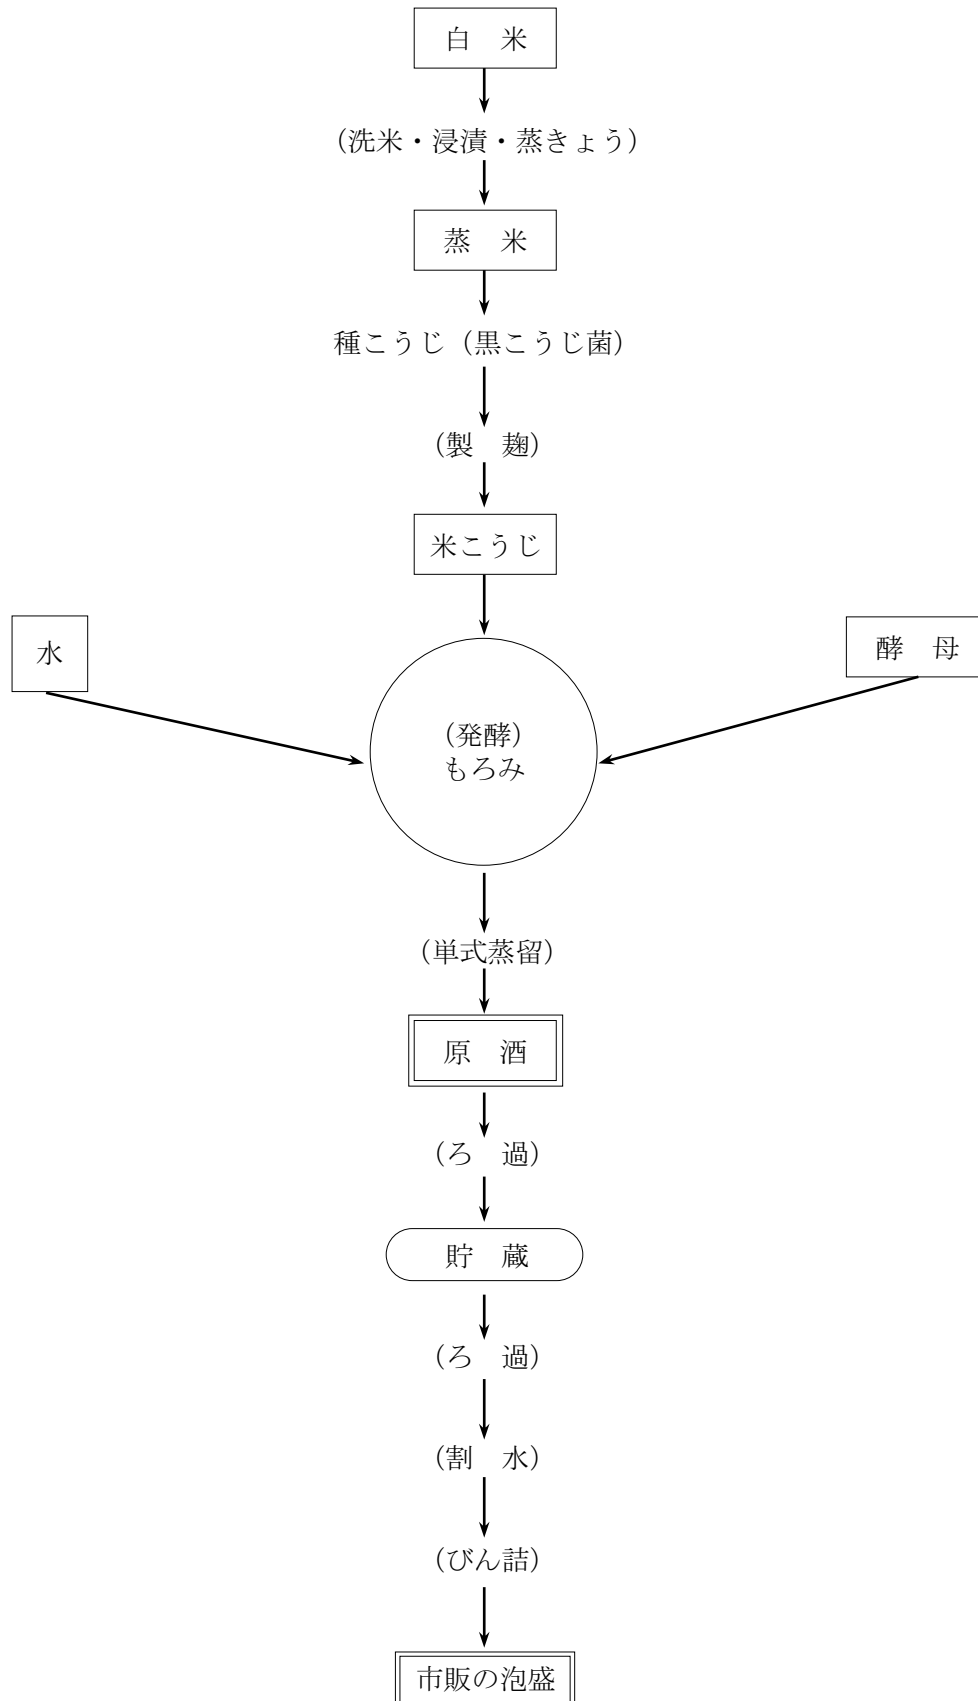 白　米
(洗米・浸漬・蒸きょう)
蒸　米
種こうじ (黒こうじ菌)
(製　麹)
米こうじ
水
酵　母
(発酵)
もろみ
(単式蒸留)
原　酒
(ろ　過)
貯　蔵
(ろ　過)
(割　水)
(びん詰)
市販の泡盛